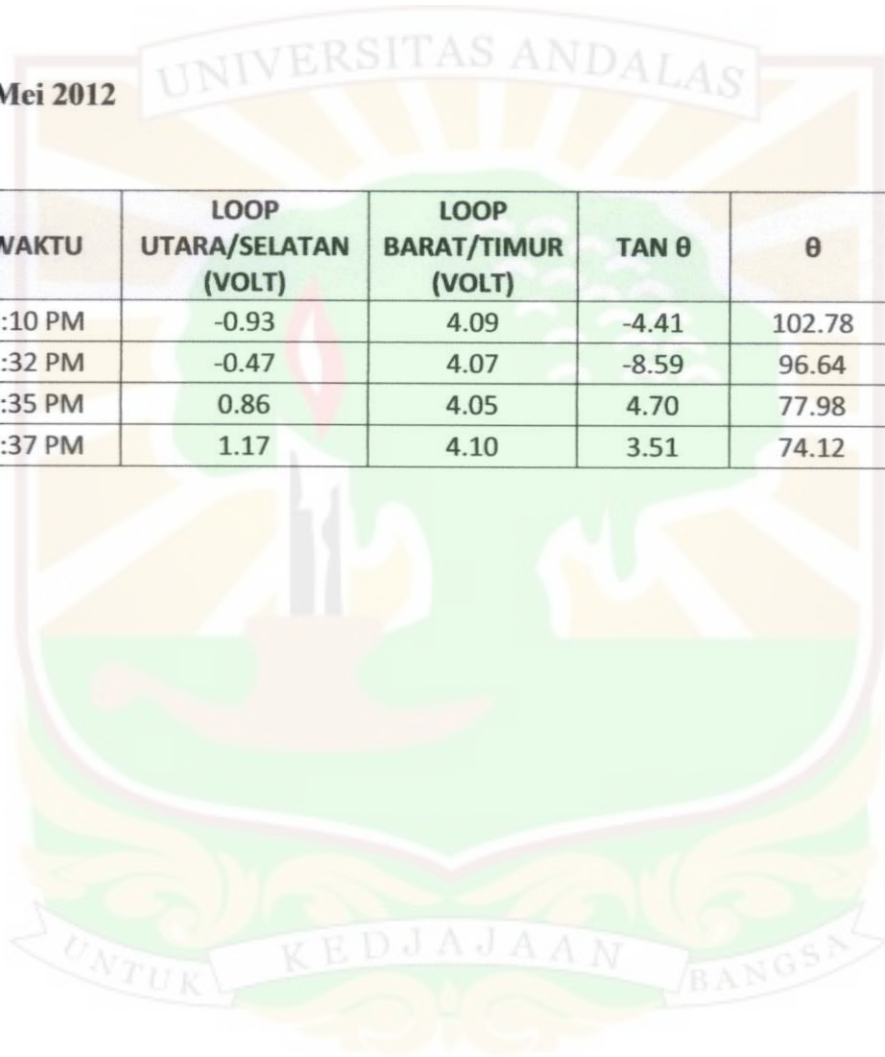 UNIVERSITAS ANDALAS
Mei 2012
WAKTU LOOP UTARA/SELATAN (VOLT) LOOP BARAT/TIMUR (VOLT) TAN θ θ
:10 PM -0.93 4.09 -4.41 102.78
:32 PM -0.47 4.07 -8.59 96.64
:35 PM 0.86 4.05 4.70 77.98
:37 PM 1.17 4.10 3.51 74.12
UNTUK KEDJAJAAN BANGSA